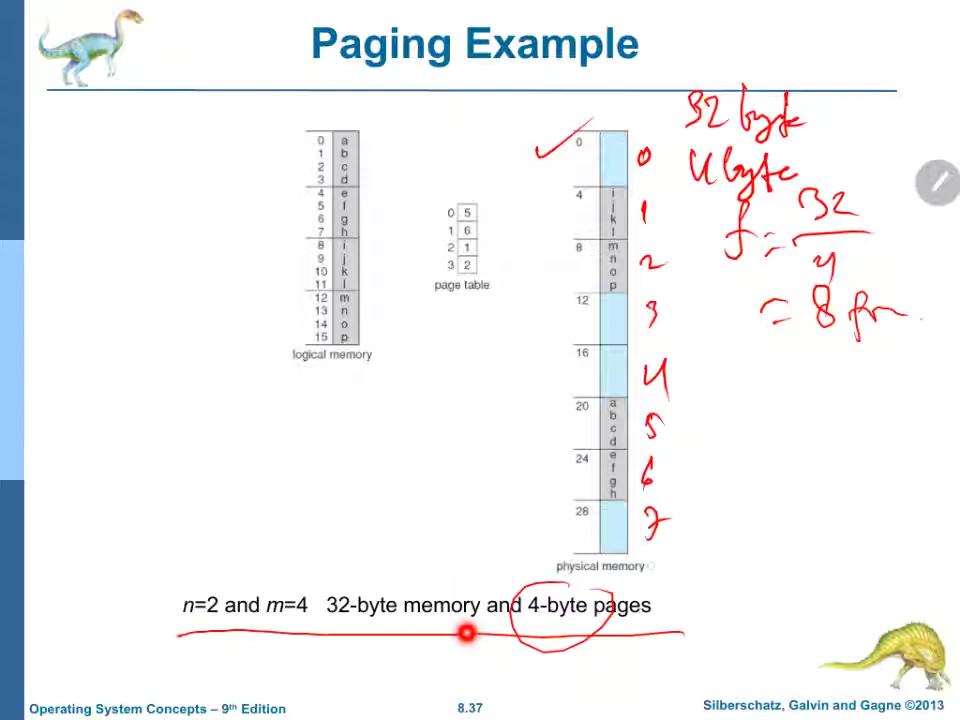 Paging Example
32 byte
4 byte
f = 32
4
= 8 frm
0 a
1 b
2 c
3 d
4 e
5 f
6 g
7 h
8 i
9 j
10 k
11 l
12 m
13 n
14 o
15 p
logical memory
0 5
1 6
2 1
3 2
page table
0
0
4 i
j
k
l
1
8 m
n
o
p
2
12
3
16
4
20 a
b
c
d
5
24 e
f
g
h
6
28
7
physical memory
n=2 and m=4 32-byte memory and 4-byte pages
Operating System Concepts – 9th Edition
8.37
Silberschatz, Galvin and Gagne ©2013